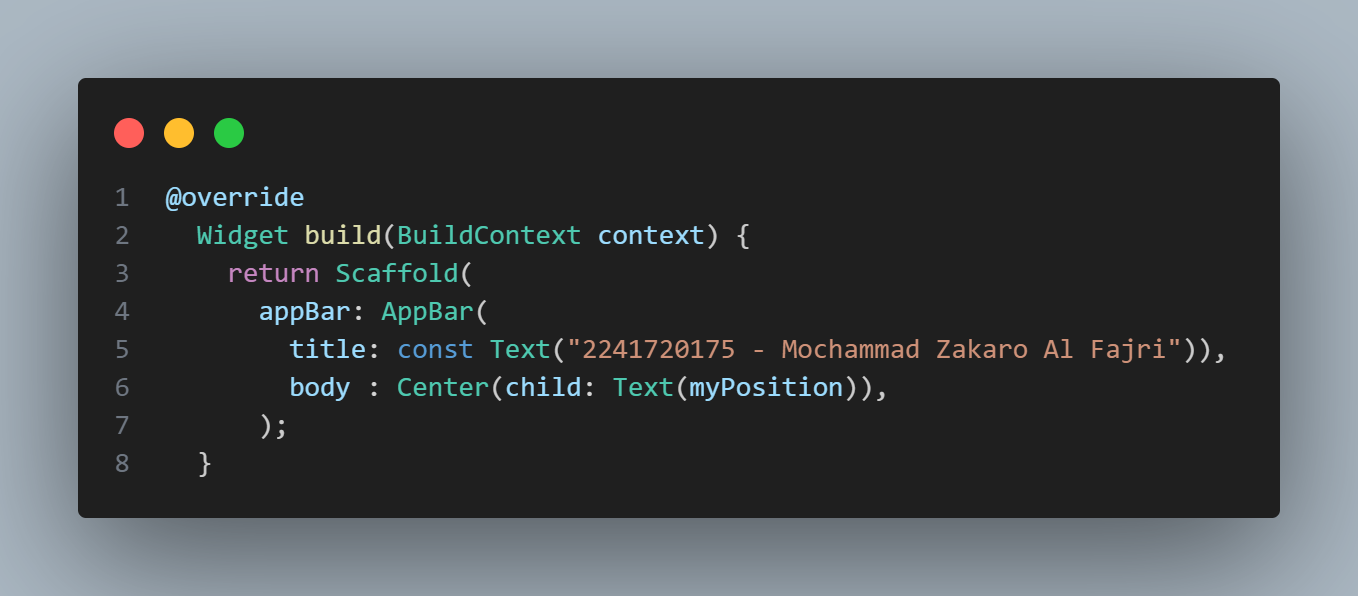 1 @override
2   Widget build(BuildContext context) {
3     return Scaffold(
4       appBar: AppBar(
5         title: const Text("2241720175 - Mochammad Zakaro Al Fajri")),
6         body : Center(child: Text(myPosition)),
7       );
8   }